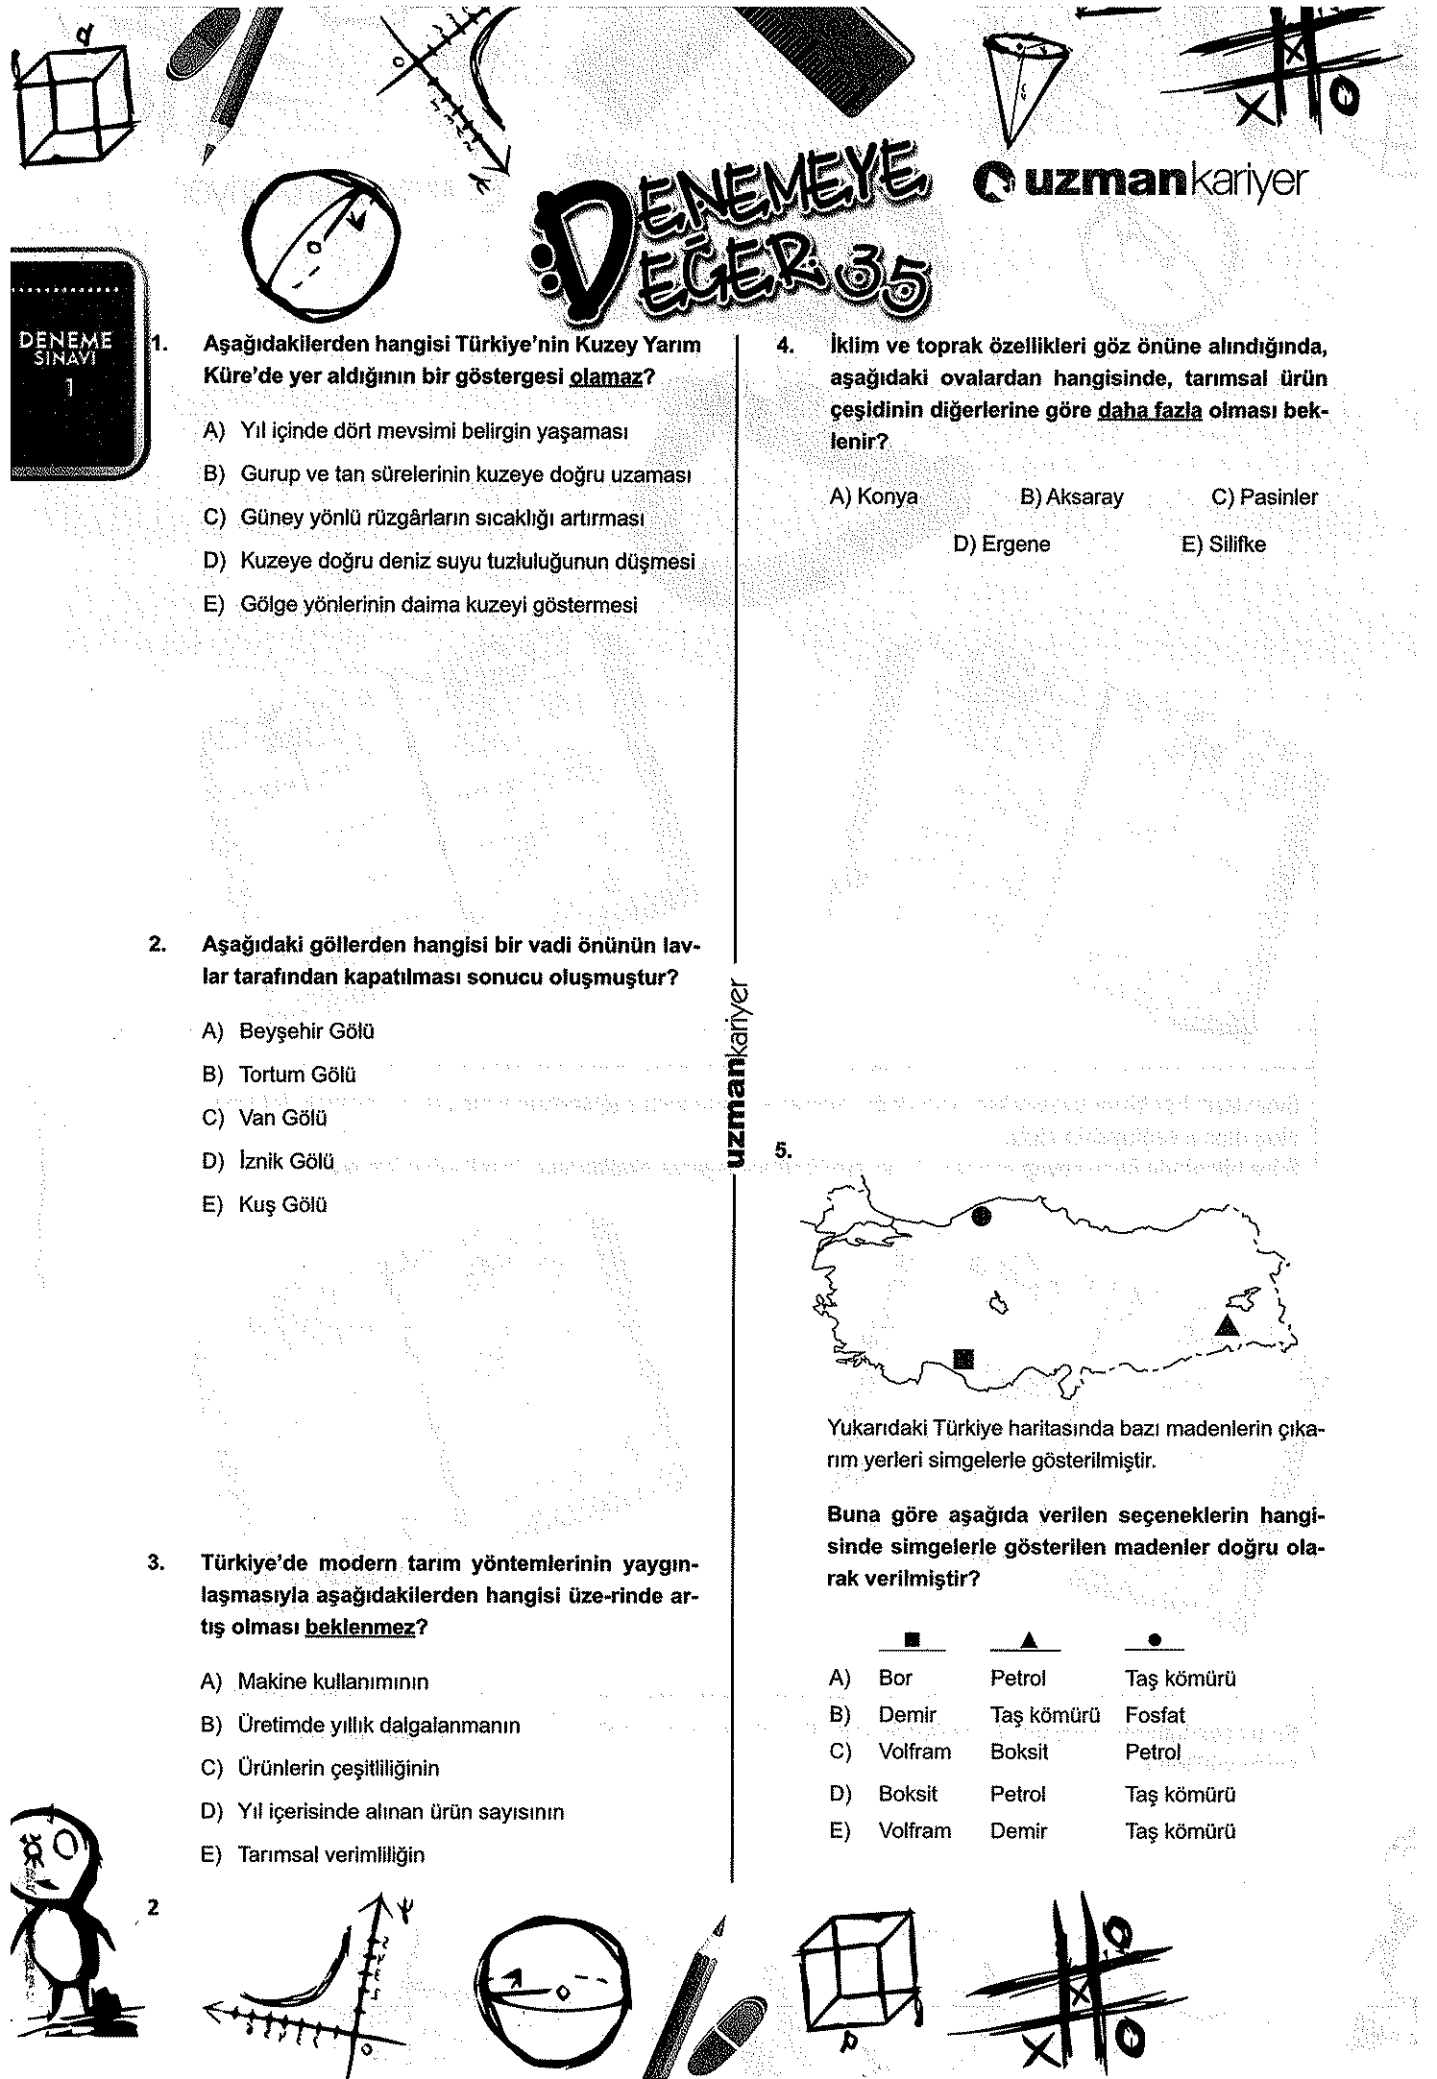 DENEMEYE
DEĞER 35
uzmankariyer
DENEME
SINAVI
1
1. Aşağıdakilerden hangisi Türkiye'nin Kuzey Yarım
Küre'de yer aldığının bir göstergesi olamaz?
A) Yıl içinde dört mevsimi belirgin yaşaması
B) Gurup ve tan sürelerinin kuzeye doğru uzaması
C) Güney yönlü rüzgârların sıcaklığı artırması
D) Kuzeye doğru deniz suyu tuzluluğunun düşmesi
E) Gölge yönlerinin daima kuzeyi göstermesi
2. Aşağıdaki göllerden hangisi bir vadi önünün lav-
lar tarafından kapatılması sonucu oluşmuştur?
A) Beyşehir Gölü
B) Tortum Gölü
C) Van Gölü
D) İznik Gölü
E) Kuş Gölü
3. Türkiye'de modern tarım yöntemlerinin yaygın-
laşmasıyla aşağıdakilerden hangisi üze-rinde ar-
tış olması beklenmez?
A) Makine kullanımının
B) Üretimde yıllık dalgalanmanın
C) Ürünlerin çeşitliliğinin
D) Yıl içerisinde alınan ürün sayısının
E) Tarımsal verimliliğin
uzmankariyer
4. İklim ve toprak özellikleri göz önüne alındığında,
aşağıdaki ovalardan hangisinde, tarımsal ürün
çeşidinin diğerlerine göre daha fazla olması bek-
lenir?
A) Konya B) Aksaray C) Pasinler
D) Ergene E) Silifke
5.
Yukarıdaki Türkiye haritasında bazı madenlerin çıka-
rım yerleri simgelerle gösterilmiştir.
Buna göre aşağıda verilen seçeneklerin hangi-
sinde simgelerle gösterilen madenler doğru ola-
rak verilmiştir?
■ ▲ ●
A) Bor Petrol Taş kömürü
B) Demir Taş kömürü Fosfat
C) Volfram Boksit Petrol
D) Boksit Petrol Taş kömürü
E) Volfram Demir Taş kömürü
2